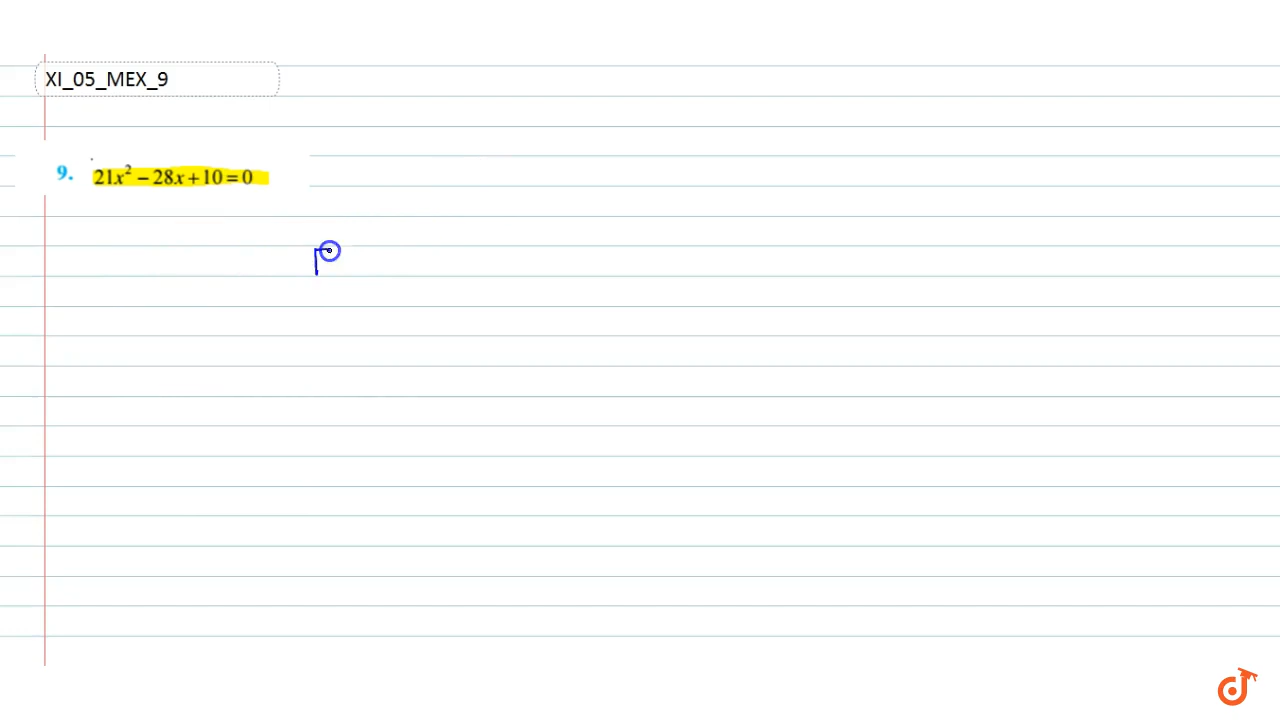 XI_05_MEX_9
9. 21x² − 28x + 10 = 0